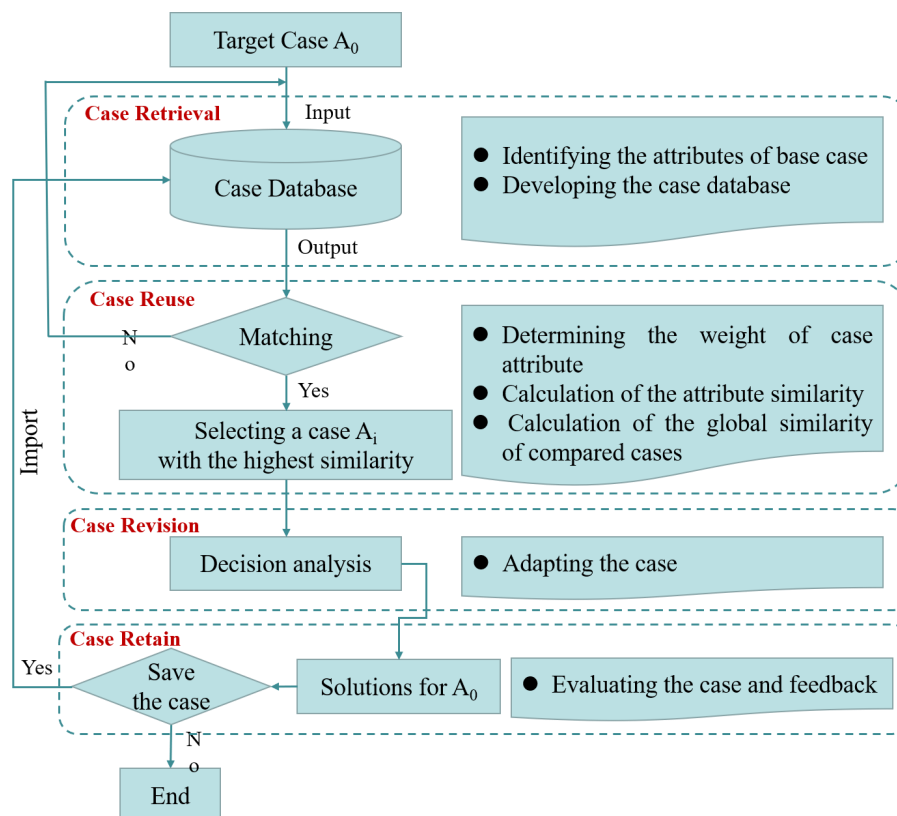 Target Case A₀
Case Retrieval
Input
Case Database
● Identifying the attributes of base case
● Developing the case database
Output
Case Reuse
Matching
N
o
Yes
Selecting a case Aᵢ
with the highest similarity
● Determining the weight of case
attribute
● Calculation of the attribute similarity
● Calculation of the global similarity
of compared cases
Import
Case Revision
Decision analysis
● Adapting the case
Case Retain
Yes
Save
the case
Solutions for A₀
● Evaluating the case and feedback
N
o
End